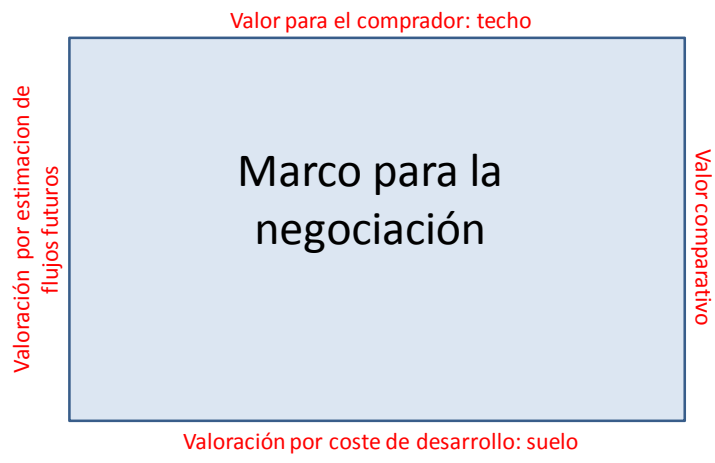 Valor para el comprador: techo
Valoración por estimacion de
flujos futuros
Marco para la
negociación
Valor comparativo
Valoración por coste de desarrollo: suelo